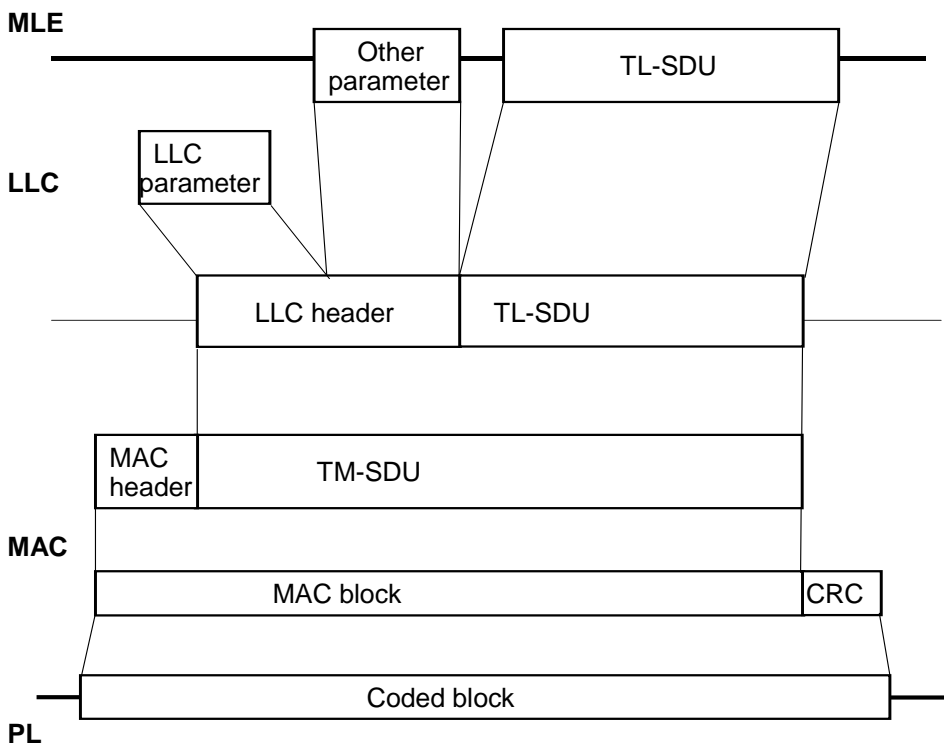 MLE
Other
parameter
TL-SDU
LLC
parameter
LLC
LLC header
TL-SDU
MAC
header
TM-SDU
MAC
MAC block
CRC
Coded block
PL